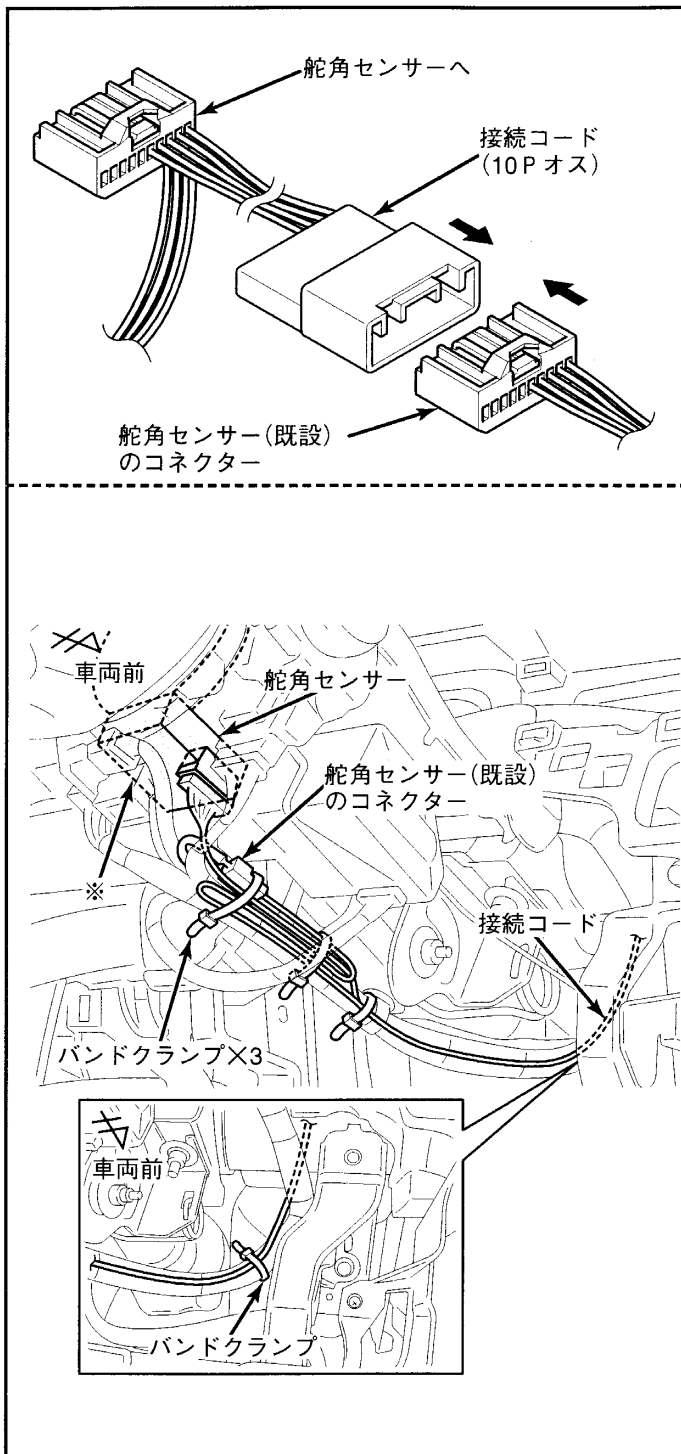 舵角センサーへ
接続コード
(10P オス)
舵角センサー(既設)
のコネクター
車両前
舵角センサー
舵角センサー(既設)
のコネクター
※
接続コード
バンドクランプ×3
車両前
バンドクランプ